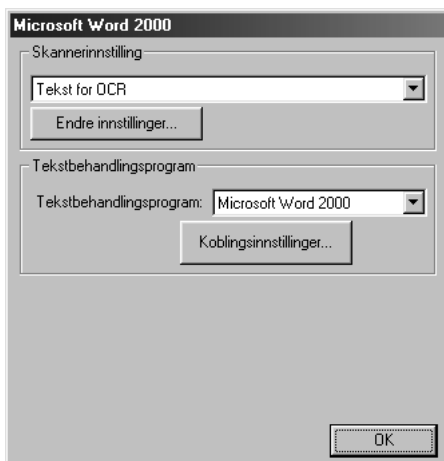 Microsoft Word 2000
Skannerinnstilling
Tekst for OCR
Endre innstillinger...
Tekstbehandlingsprogram
Tekstbehandlingsprogram: Microsoft Word 2000
Koblingsinnstillinger...
OK